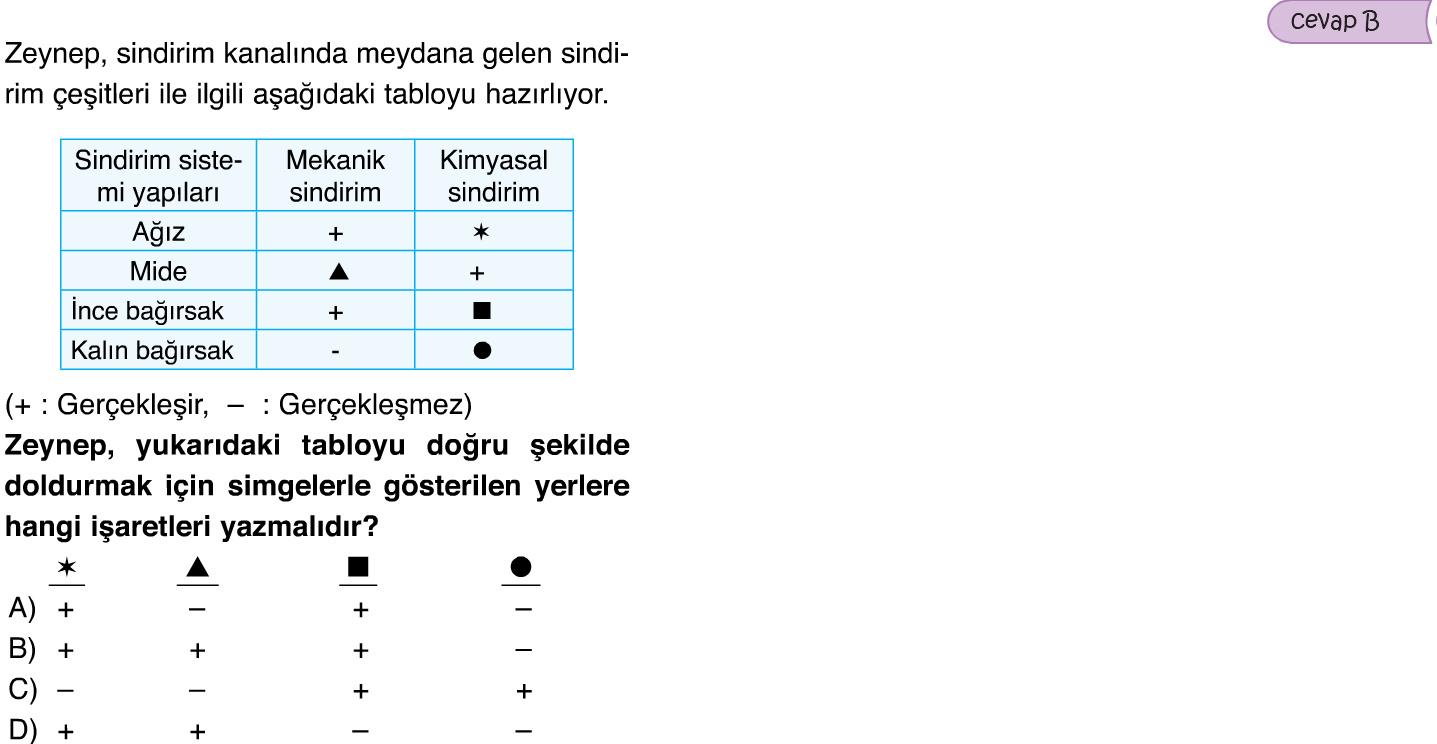 cevap B
Zeynep, sindirim kanalında meydana gelen sindi-
rim çeşitleri ile ilgili aşağıdaki tabloyu hazırlıyor.
Sindirim siste-
mi yapıları
Mekanik
sindirim
Kimyasal
sindirim
Ağız + ✶
Mide ▲ +
İnce bağırsak + ■
Kalın bağırsak - ●
(+ : Gerçekleşir, – : Gerçekleşmez)
Zeynep, yukarıdaki tabloyu doğru şekilde
doldurmak için simgelerle gösterilen yerlere
hangi işaretleri yazmalıdır?
✶ ▲ ■ ●
A) + – + –
B) + + + –
C) – – + +
D) + + – –